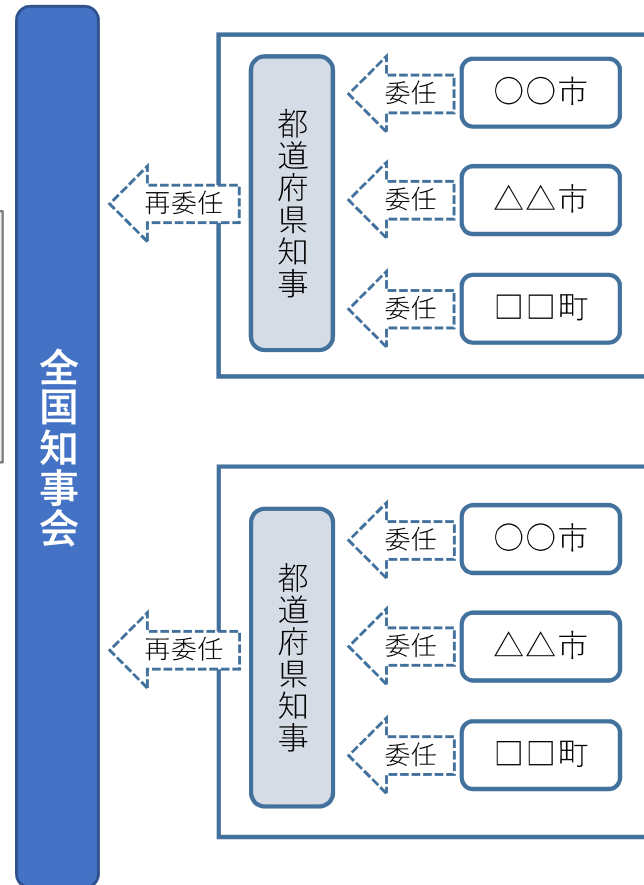 全国知事会
再委任
都道府県知事
委任
〇〇市
委任
△△市
委任
□□町
再委任
都道府県知事
委任
〇〇市
委任
△△市
委任
□□町